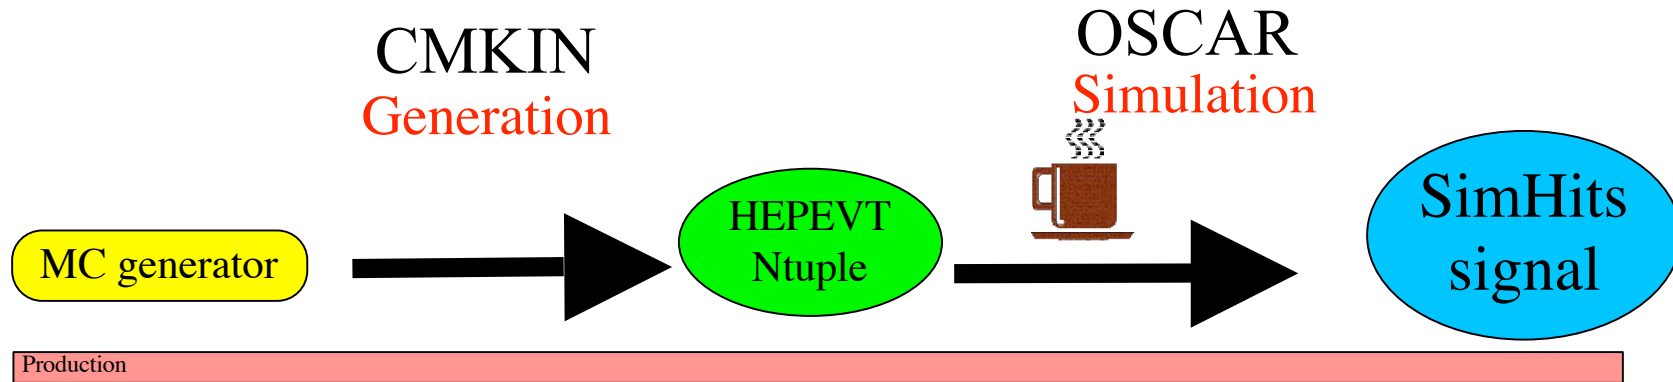 CMKIN
Generation
OSCAR
Simulation
MC generator
HEPEVT
Ntuple
SimHits
signal
Production